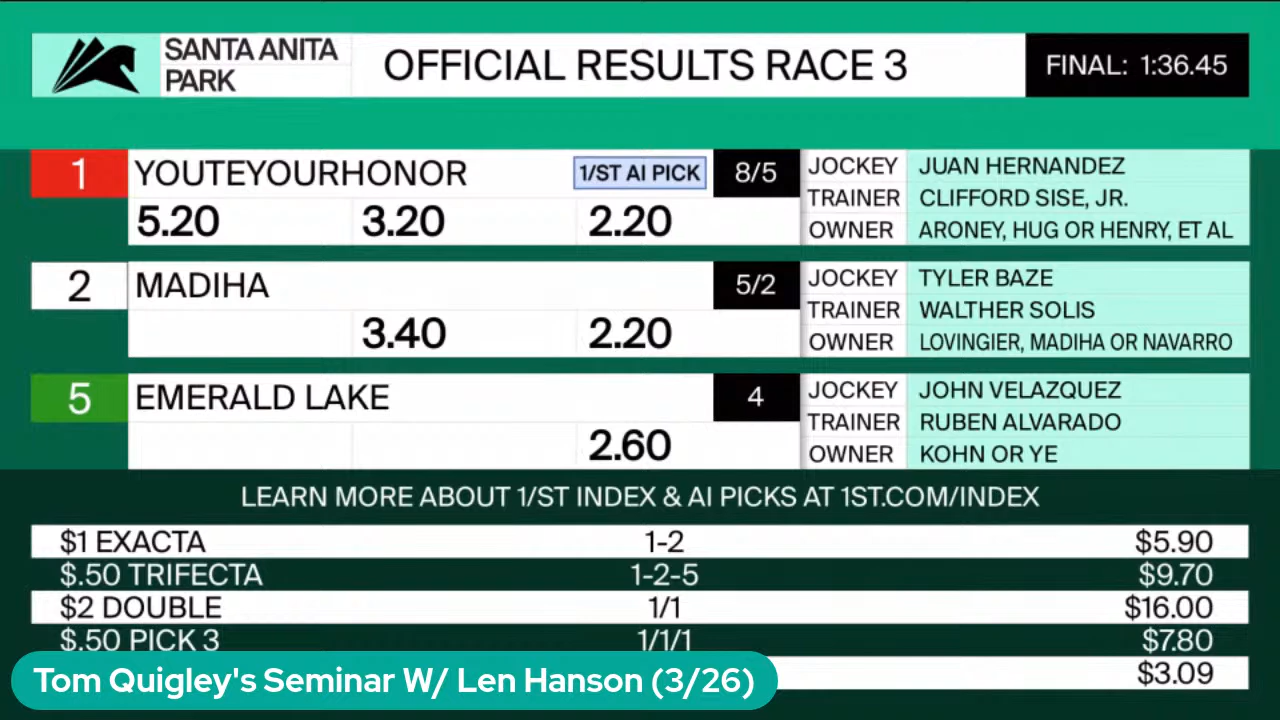 SANTA ANITA
PARK
OFFICIAL RESULTS RACE 3
FINAL: 1:36.45
1 YOUTEYOURHONOR 1/ST AI PICK 8/5
5.20 3.20 2.20
JOCKEY JUAN HERNANDEZ
TRAINER CLIFFORD SISE, JR.
OWNER ARONEY, HUG OR HENRY, ET AL
2 MADIHA 5/2
3.40 2.20
JOCKEY TYLER BAZE
TRAINER WALTHER SOLIS
OWNER LOVINGIER, MADIHA OR NAVARRO
5 EMERALD LAKE 4
2.60
JOCKEY JOHN VELAZQUEZ
TRAINER RUBEN ALVARADO
OWNER KOHN OR YE
LEARN MORE ABOUT 1/ST INDEX & AI PICKS AT 1ST.COM/INDEX
$1 EXACTA 1-2 $5.90
$.50 TRIFECTA 1-2-5 $9.70
$2 DOUBLE 1/1 $16.00
$.50 PICK 3 1/1/1 $7.80
$3.09
Tom Quigley's Seminar W/ Len Hanson (3/26)